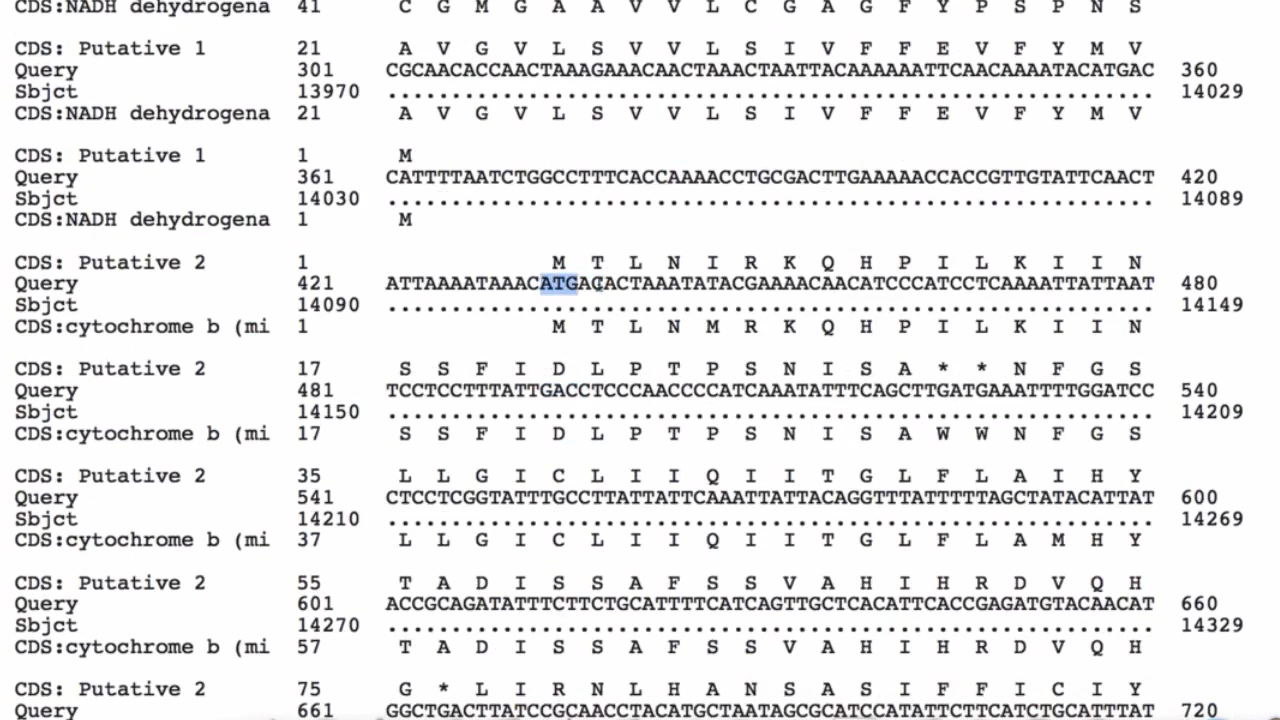 CDS:NADH dehydrogena 41 C G M G A A V V L C G A G F Y P S P N S
CDS: Putative 1 21 A V G V L S V V L S I V F F E V F Y M V
Query 301 CGCAACACCAACTAAAGAAACAACTAAACTAATTACAAAAAATTCAACAAAATACATGAC 360
Sbjct 13970 ............................................................ 14029
CDS:NADH dehydrogena 21 A V G V L S V V L S I V F F E V F Y M V
CDS: Putative 1 1 M
Query 361 CATTTTAATCTGGCCTTTCACCAAAACCTGCGACTTGAAAAACCACCGTTGTATTCAACT 420
Sbjct 14030 ............................................................ 14089
CDS:NADH dehydrogena 1 M
CDS: Putative 2 1 M T L N I R K Q H P I L K I I N
Query 421 ATTAAAATAAACATGACACTAAATATACGAAAACAACATCCCATCCTCAAAATTATTAAT 480
Sbjct 14090 ............................................................ 14149
CDS:cytochrome b (mi 1 M T L N M R K Q H P I L K I I N
CDS: Putative 2 17 S S F I D L P T P S N I S A * * N F G S
Query 481 TCCTCCTTTATTGACCTCCCAACCCCATCAAATATTTCAGCTTGATGAAATTTTGGATCC 540
Sbjct 14150 ............................................................ 14209
CDS:cytochrome b (mi 17 S S F I D L P T P S N I S A W W N F G S
CDS: Putative 2 35 L L G I C L I I Q I I T G L F L A I H Y
Query 541 CTCCTCGGTATTTGCCTTATTATTCAAATTATTACAGGTTTATTTTTAGCTATACATTAT 600
Sbjct 14210 ............................................................ 14269
CDS:cytochrome b (mi 37 L L G I C L I I Q I I T G L F L A M H Y
CDS: Putative 2 55 T A D I S S A F S S V A H I H R D V Q H
Query 601 ACCGCAGATATTTCTTCTGCATTTTCATCAGTTGCTCACATTCACCGAGATGTACAACAT 660
Sbjct 14270 ............................................................ 14329
CDS:cytochrome b (mi 57 T A D I S S A F S S V A H I H R D V Q H
CDS: Putative 2 75 G * L I R N L H A N S A S I F F I C I Y
Query 661 GGCTGACTTATCCGCAACCTACATGCTAATAGCGCATCCATATTCTTCATCTGCATTTAT 720